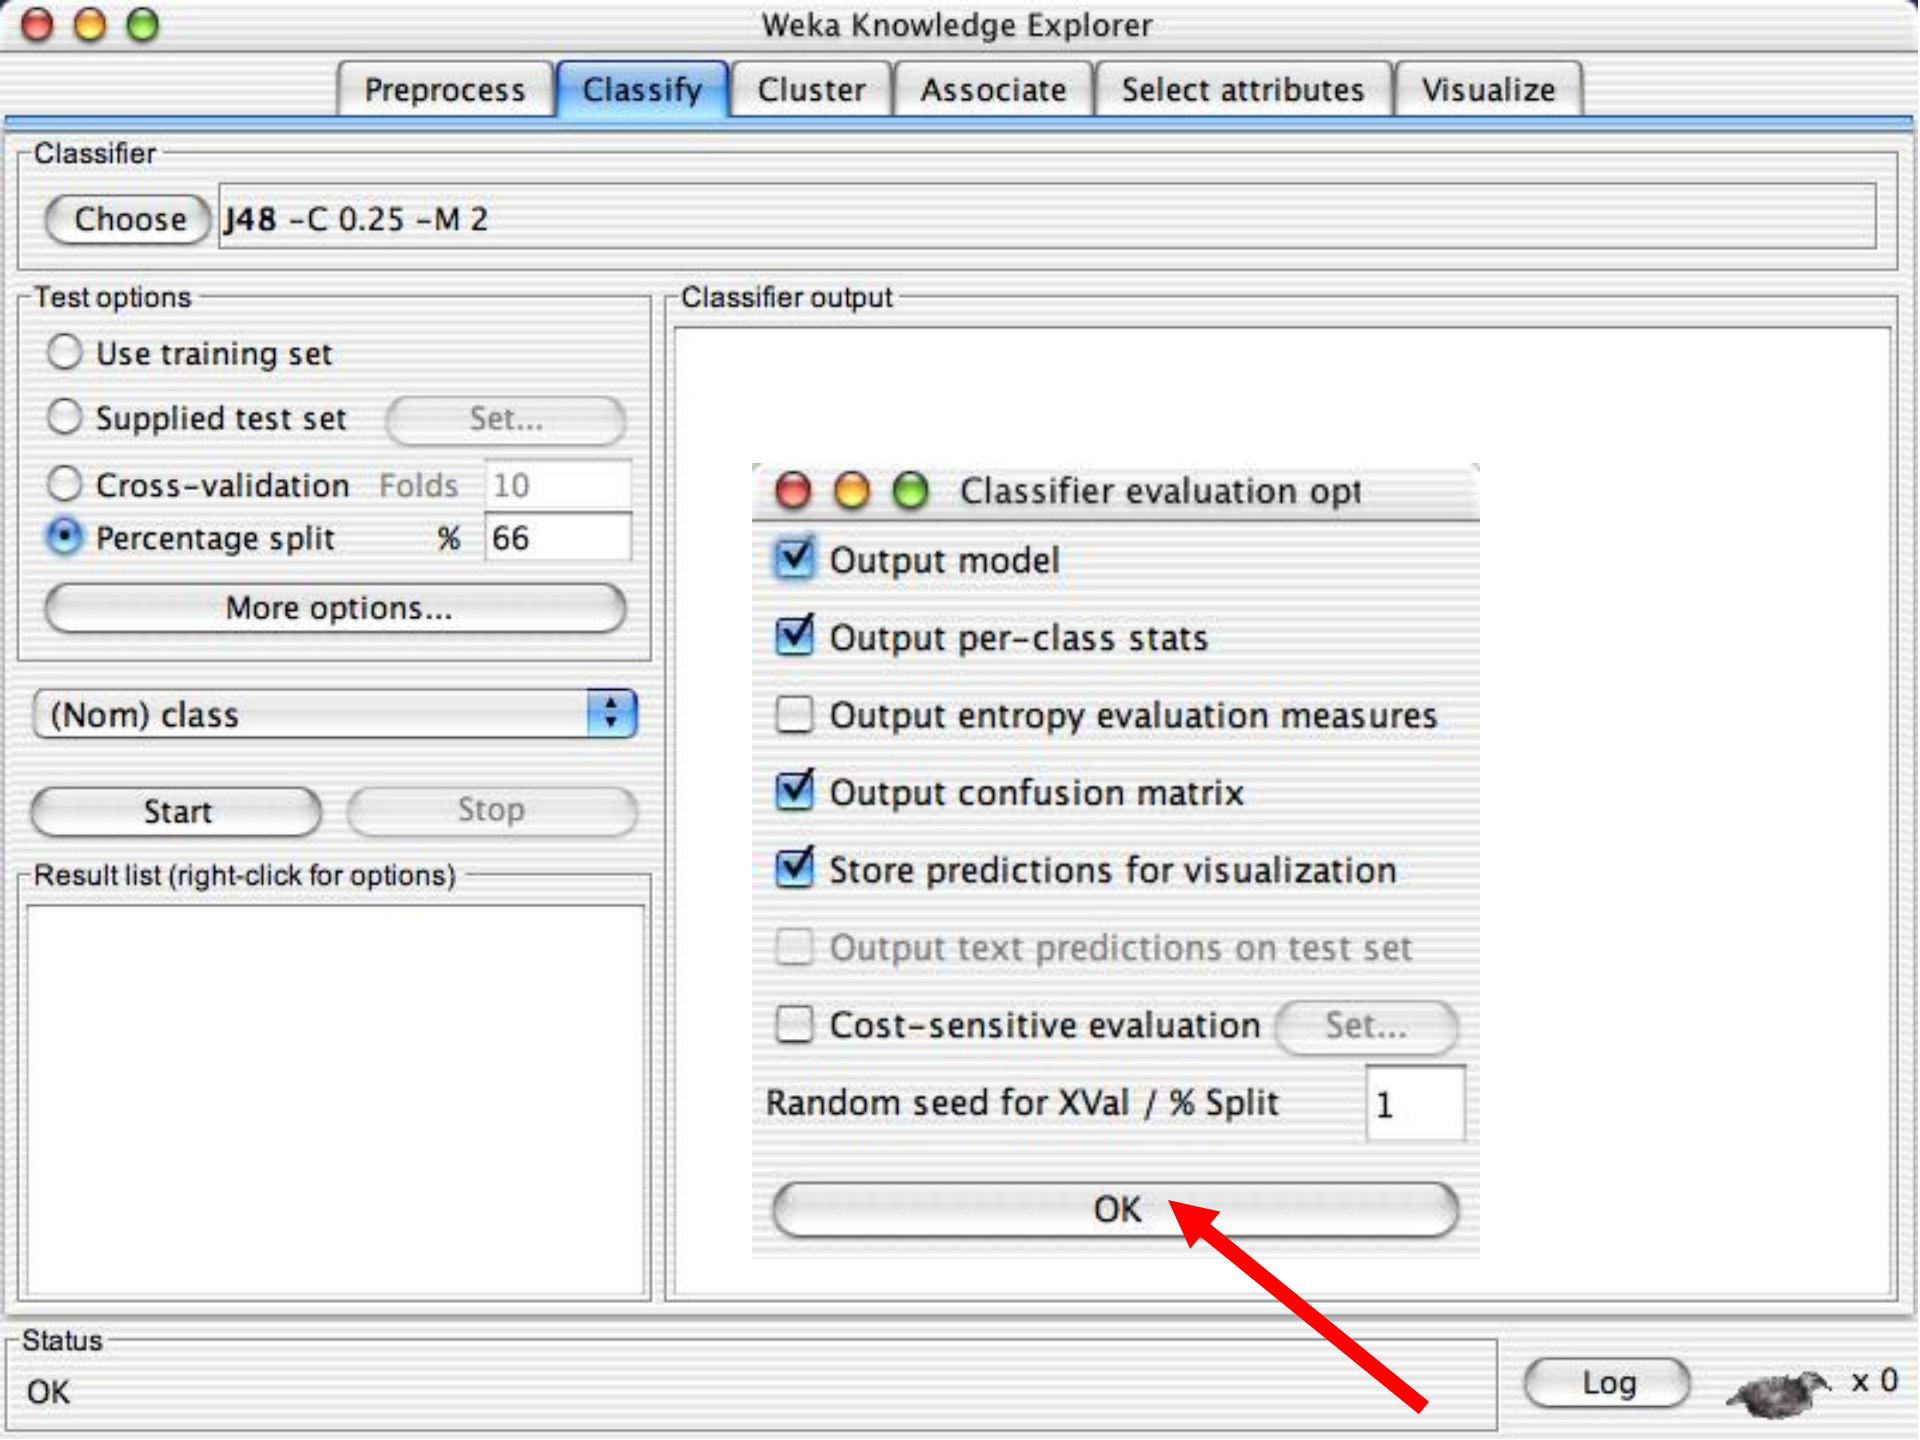 Weka Knowledge Explorer
Preprocess Classify Cluster Associate Select attributes Visualize
Classifier
Choose J48 -C 0.25 -M 2
Test options
Use training set
Supplied test set Set...
Cross-validation Folds 10
Percentage split % 66
More options...
(Nom) class
Start Stop
Result list (right-click for options)
Classifier output
Classifier evaluation opt
Output model
Output per-class stats
Output entropy evaluation measures
Output confusion matrix
Store predictions for visualization
Output text predictions on test set
Cost-sensitive evaluation Set...
Random seed for XVal / % Split 1
OK
Status
OK
Log x 0